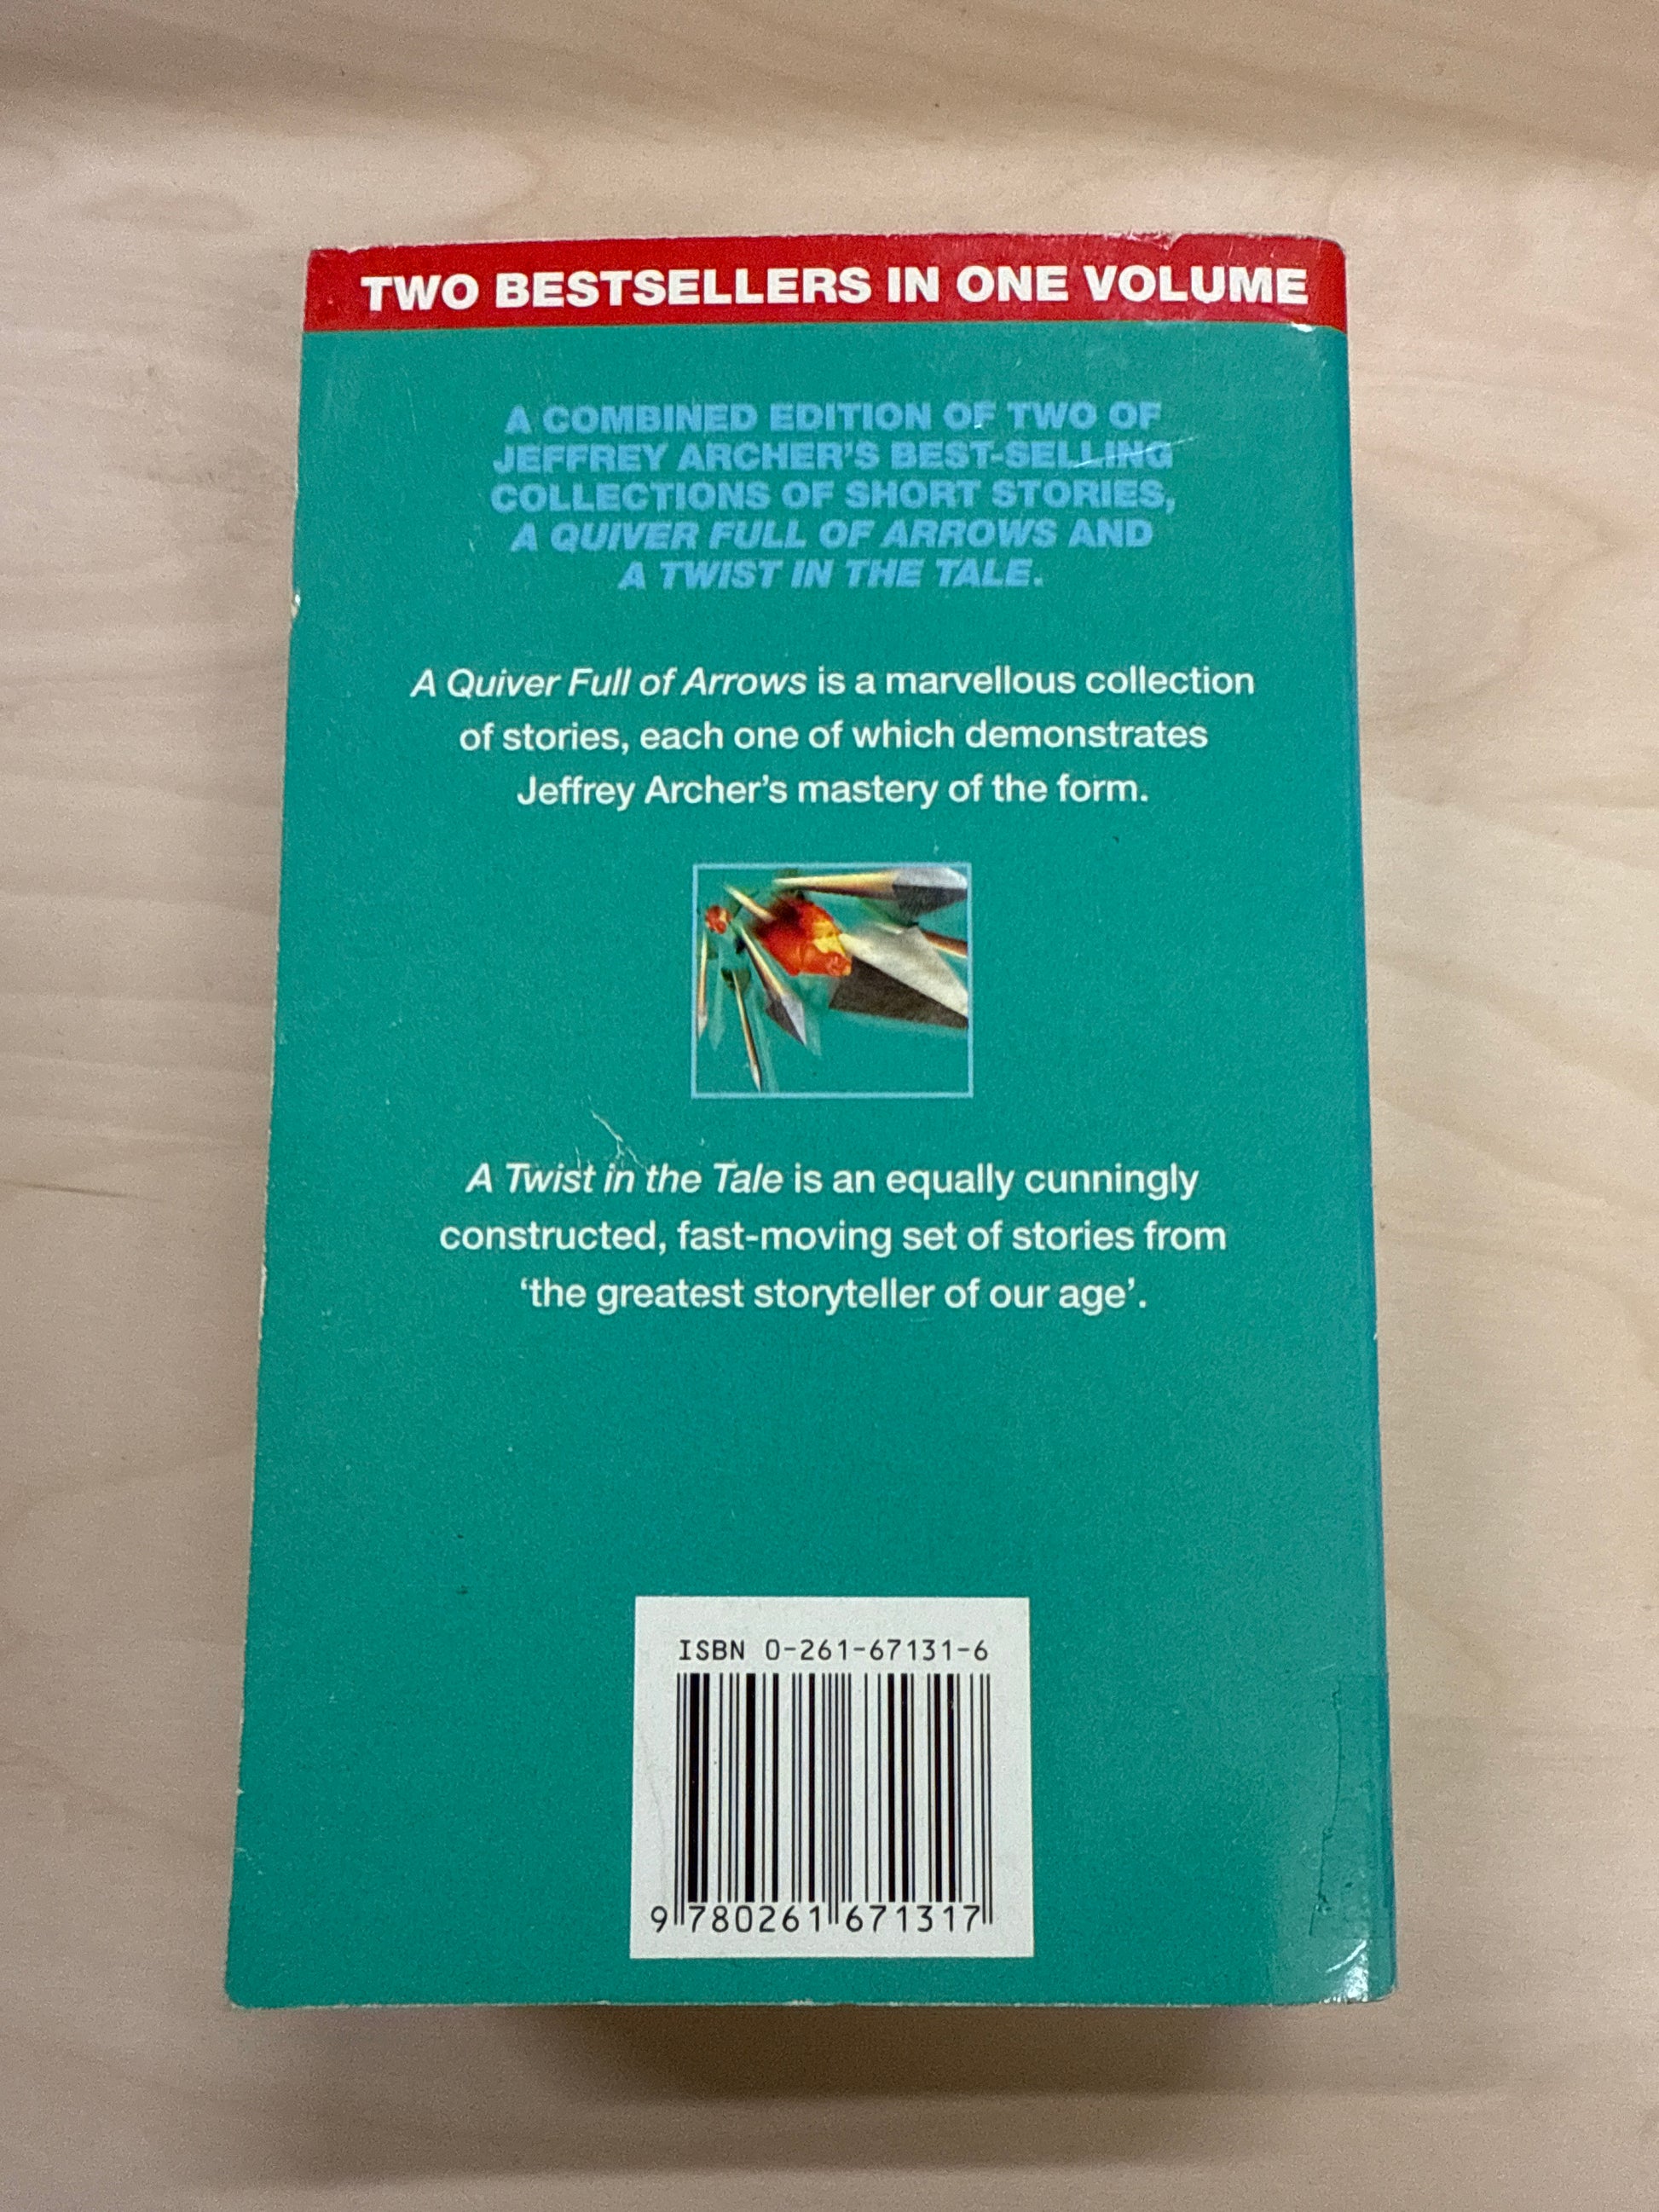 TWO BESTSELLERS IN ONE VOLUME
A COMBINED EDITION OF TWO OF
JEFFREY ARCHER'S BEST-SELLING
COLLECTIONS OF SHORT STORIES,
A QUIVER FULL OF ARROWS AND
A TWIST IN THE TALE.
A Quiver Full of Arrows is a marvellous collection
of stories, each one of which demonstrates
Jeffrey Archer's mastery of the form.
A Twist in the Tale is an equally cunningly
constructed, fast-moving set of stories from
‘the greatest storyteller of our age’.
ISBN 0-261-67131-6
9 780261 671317